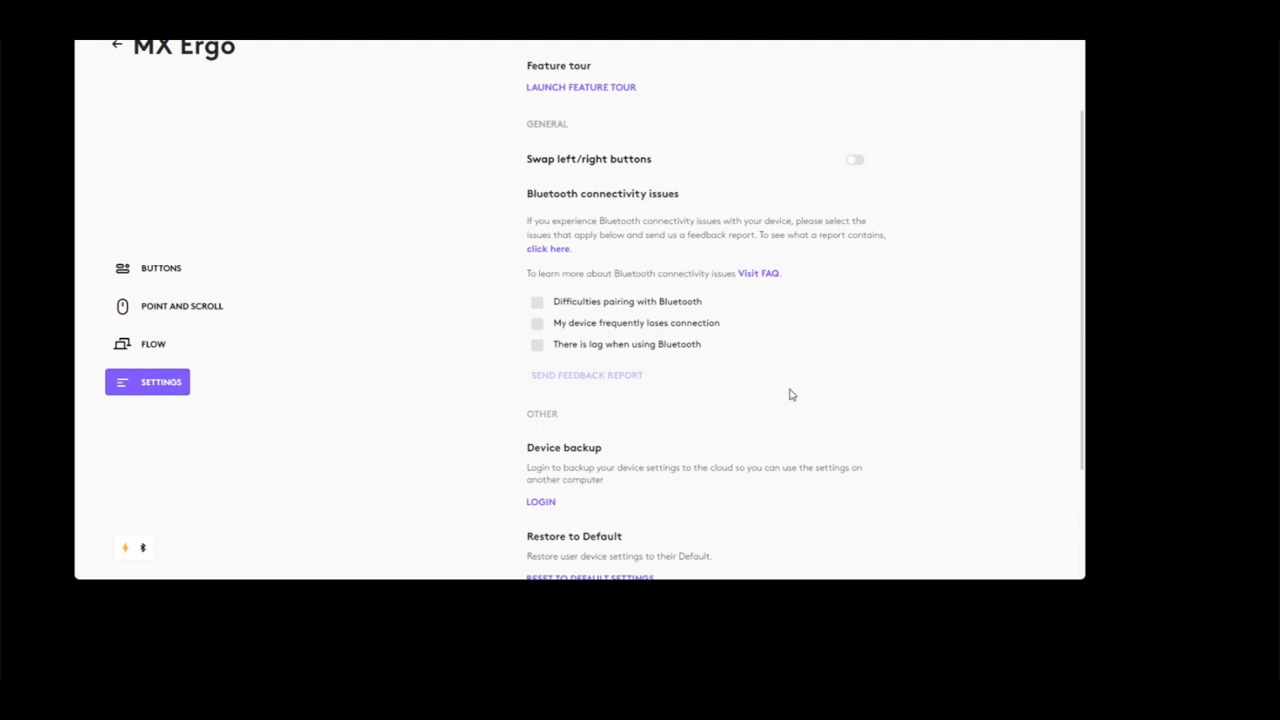 MX Ergo
Feature tour
LAUNCH FEATURE TOUR
GENERAL
Swap left/right buttons
Bluetooth connectivity issues
If you experience Bluetooth connectivity issues with your device, please select the
issues that apply below and send us a feedback report. To see what a report contains,
click here.
To learn more about Bluetooth connectivity issues Visit FAQ.
Difficulties pairing with Bluetooth
My device frequently loses connection
There is lag when using Bluetooth
SEND FEEDBACK REPORT
BUTTONS
POINT AND SCROLL
FLOW
SETTINGS
OTHER
Device backup
Login to backup your device settings to the cloud so you can use the settings on
another computer
LOGIN
Restore to Default
Restore user device settings to their Default.
RESET TO DEFAULT SETTINGS